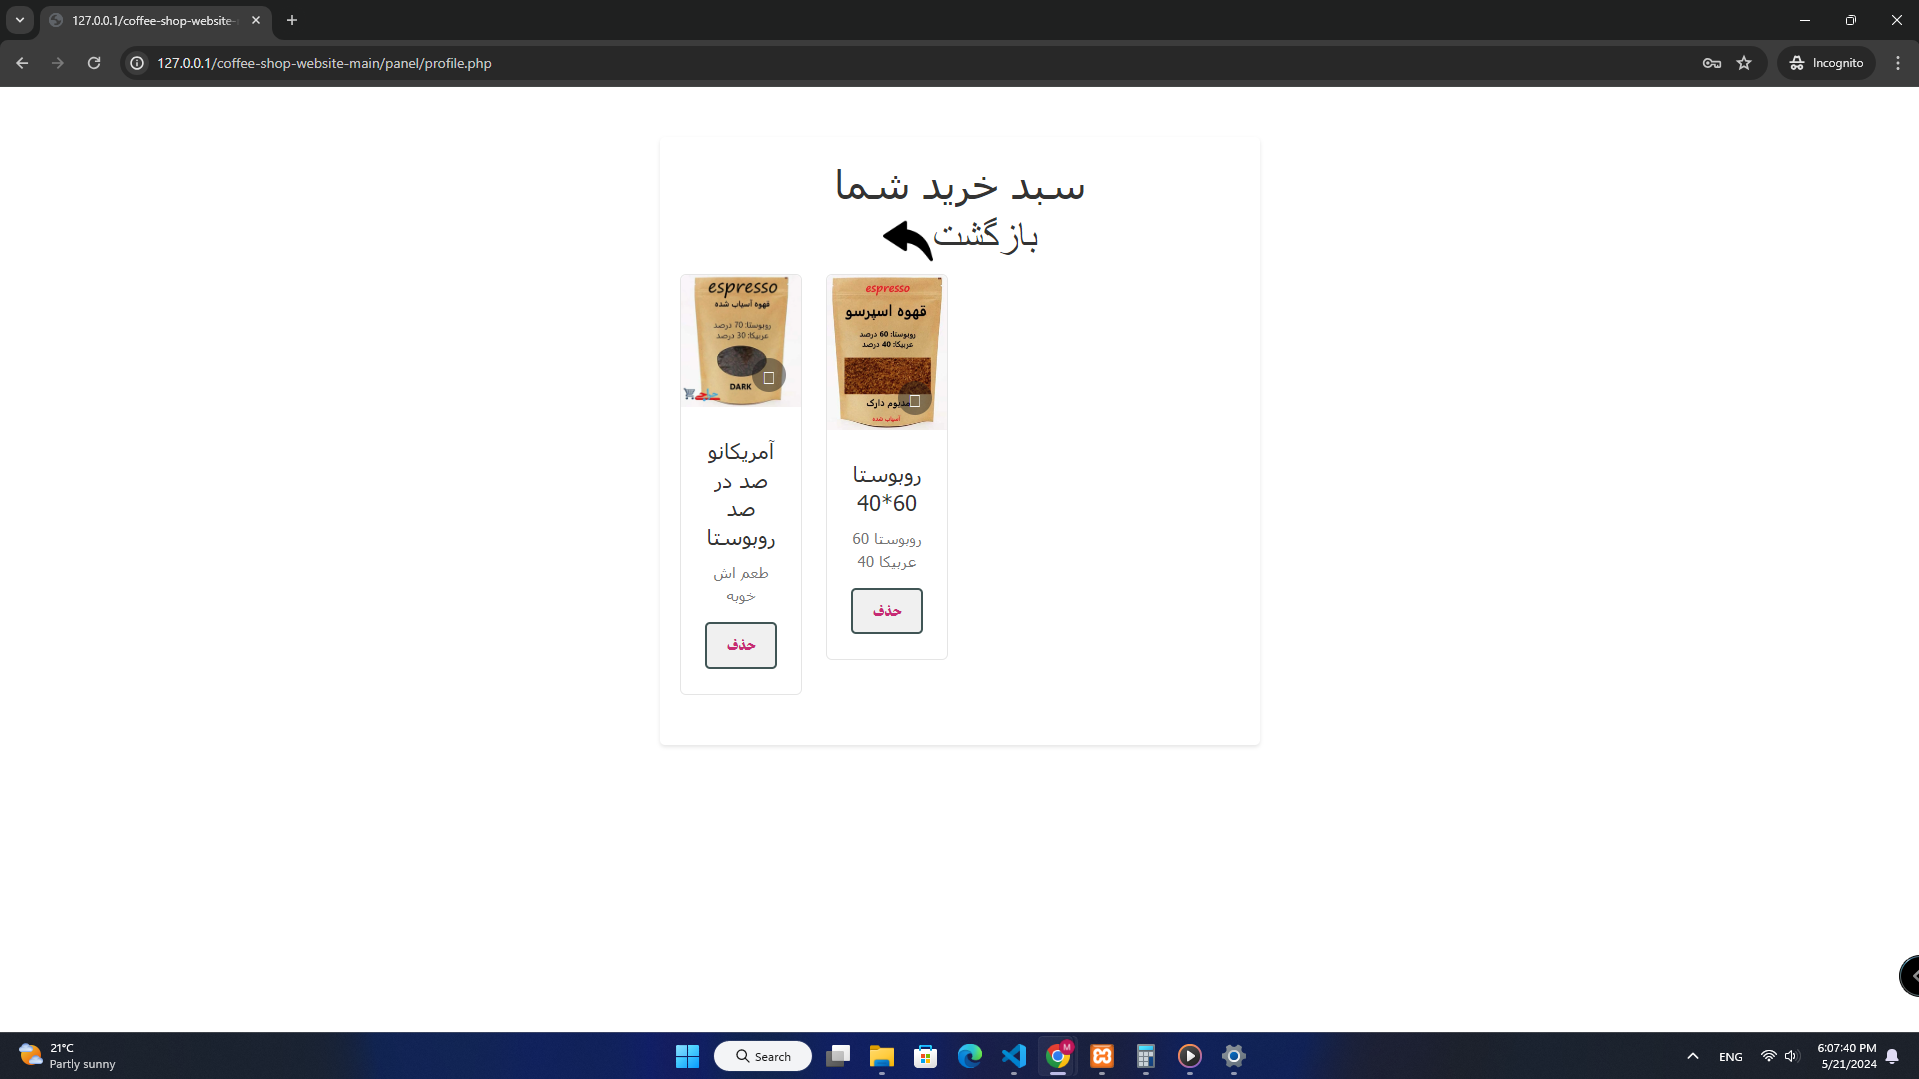 127.0.0.1/coffee-shop-website-
127.0.0.1/coffee-shop-website-main/panel/profile.php
Incognito
سبد خرید شما
بازگشت
espresso
قهوه آسیاب شده
روبوستا: 70 درصد
عربیکا: 30 درصد
DARK
آمریکانو
صد در
صد
روبوستا
طعم اش
خوبه
حذف
espresso
قهوه اسپرسو
روبوستا: 60 درصد
عربیکا: 40 درصد
مدیوم دارک
آسیاب شده
روبوستا
60*40
روبوستا 60
عربیکا 40
حذف
21°C
Partly sunny
Search
M
ENG
6:07:40 PM
5/21/2024